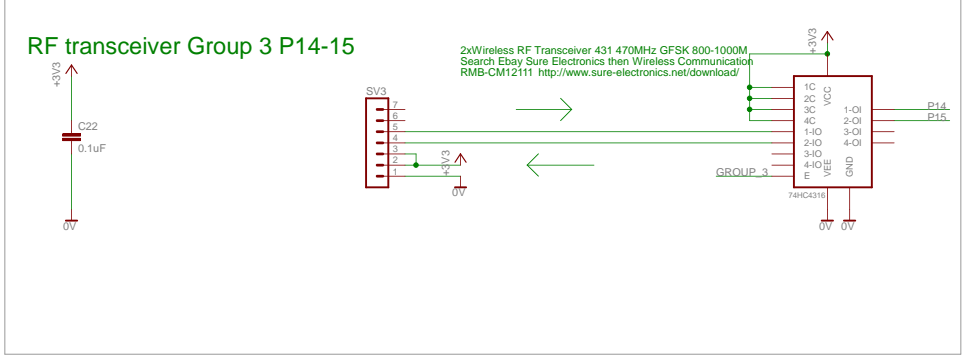 RF transceiver Group 3 P14-15
2xWireless RF Transceiver 431 470MHz GFSK 800-1000M
Search Ebay Sure Electronics then Wireless Communication
RMB-CM12111 http://www.sure-electronics.net/download/
+3V3
C22
0.1uF
0V
SV3
7
6
5
4
3
2
1
+3V3
0V
GROUP_3
+3V3
1C
2C
3C
4C
1-IO
2-IO
3-IO
4-IO
E
VCC
VEE
GND
1-OI
2-OI
3-OI
4-OI
P14
P15
74HC4316
0V
0V